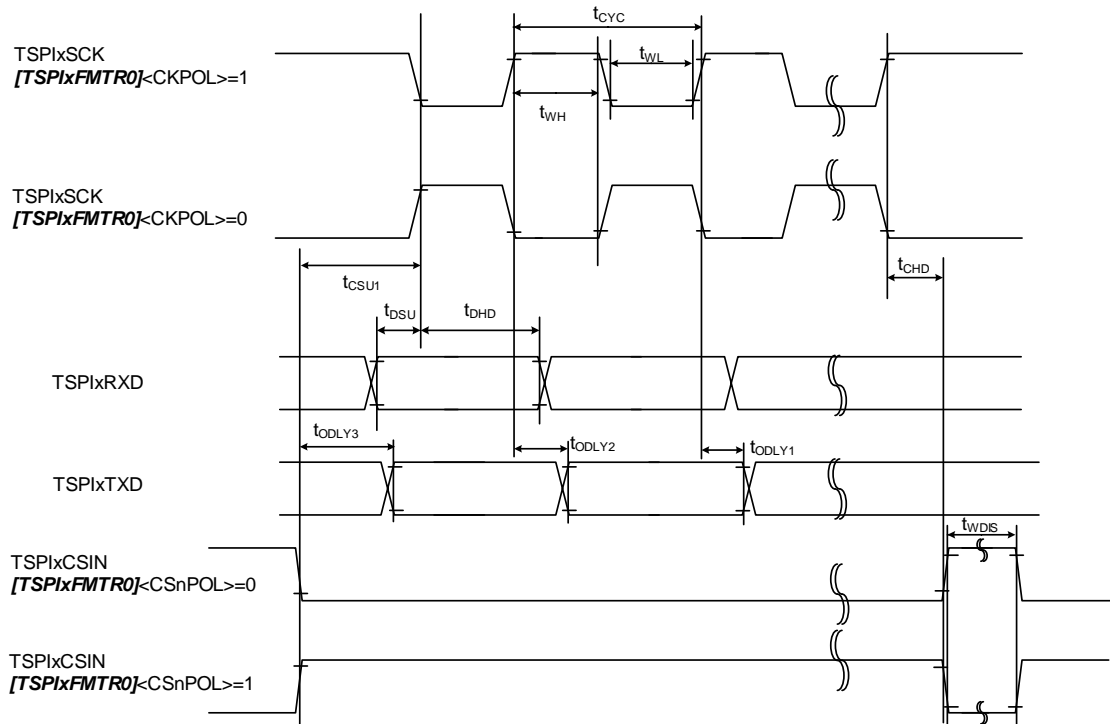 tCYC
TSPIxSCK
[TSPIxFMTR0]<CKPOL>=1
tWL
tWH
TSPIxSCK
[TSPIxFMTR0]<CKPOL>=0
tCHD
tCSU1
tDSU
tDHD
TSPIxRXD
tODLY3
tODLY2
tODLY1
TSPIxTXD
tWDIS
TSPIxCSIN
[TSPIxFMTR0]<CSnPOL>=0
TSPIxCSIN
[TSPIxFMTR0]<CSnPOL>=1